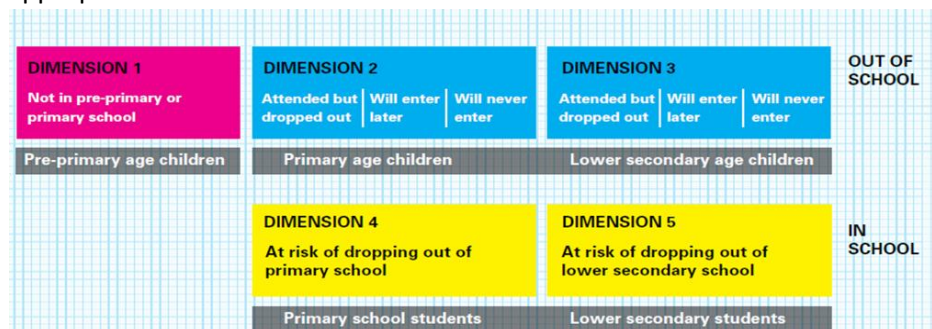 DIMENSION 1
Not in pre-primary or
primary school
Pre-primary age children
DIMENSION 2
Attended but dropped out | Will enter later | Will never enter
Primary age children
DIMENSION 3
Attended but dropped out | Will enter later | Will never enter
Lower secondary age children
OUT OF
SCHOOL
DIMENSION 4
At risk of dropping out of
primary school
Primary school students
DIMENSION 5
At risk of dropping out of
lower secondary school
Lower secondary students
IN
SCHOOL